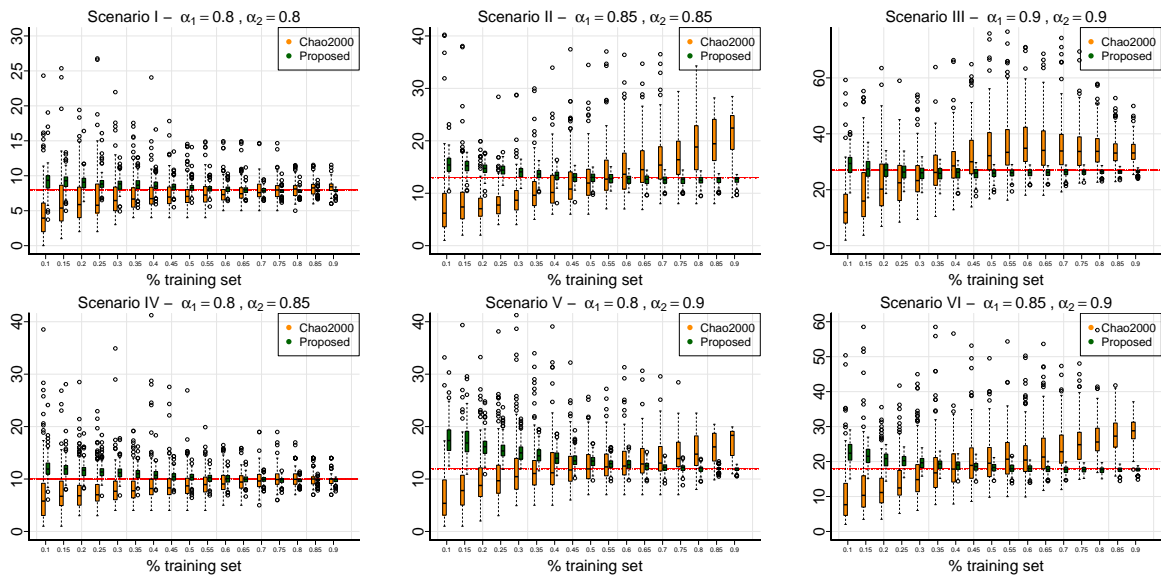 Scenario I − α1 = 0.8 , α2 = 0.8
Chao2000
Proposed
30
25
20
15
10
5
0
0.1 0.15 0.2 0.25 0.3 0.35 0.4 0.45 0.5 0.55 0.6 0.65 0.7 0.75 0.8 0.85 0.9
% training set
Scenario II − α1 = 0.85 , α2 = 0.85
Chao2000
Proposed
40
30
20
10
0
0.1 0.15 0.2 0.25 0.3 0.35 0.4 0.45 0.5 0.55 0.6 0.65 0.7 0.75 0.8 0.85 0.9
% training set
Scenario III − α1 = 0.9 , α2 = 0.9
Chao2000
Proposed
60
40
20
0
0.1 0.15 0.2 0.25 0.3 0.35 0.4 0.45 0.5 0.55 0.6 0.65 0.7 0.75 0.8 0.85 0.9
% training set
Scenario IV − α1 = 0.8 , α2 = 0.85
Chao2000
Proposed
40
30
20
10
0
0.1 0.15 0.2 0.25 0.3 0.35 0.4 0.45 0.5 0.55 0.6 0.65 0.7 0.75 0.8 0.85 0.9
% training set
Scenario V − α1 = 0.8 , α2 = 0.9
Chao2000
Proposed
40
30
20
10
0
0.1 0.15 0.2 0.25 0.3 0.35 0.4 0.45 0.5 0.55 0.6 0.65 0.7 0.75 0.8 0.85 0.9
% training set
Scenario VI − α1 = 0.85 , α2 = 0.9
Chao2000
Proposed
60
50
40
30
20
10
0
0.1 0.15 0.2 0.25 0.3 0.35 0.4 0.45 0.5 0.55 0.6 0.65 0.7 0.75 0.8 0.85 0.9
% training set